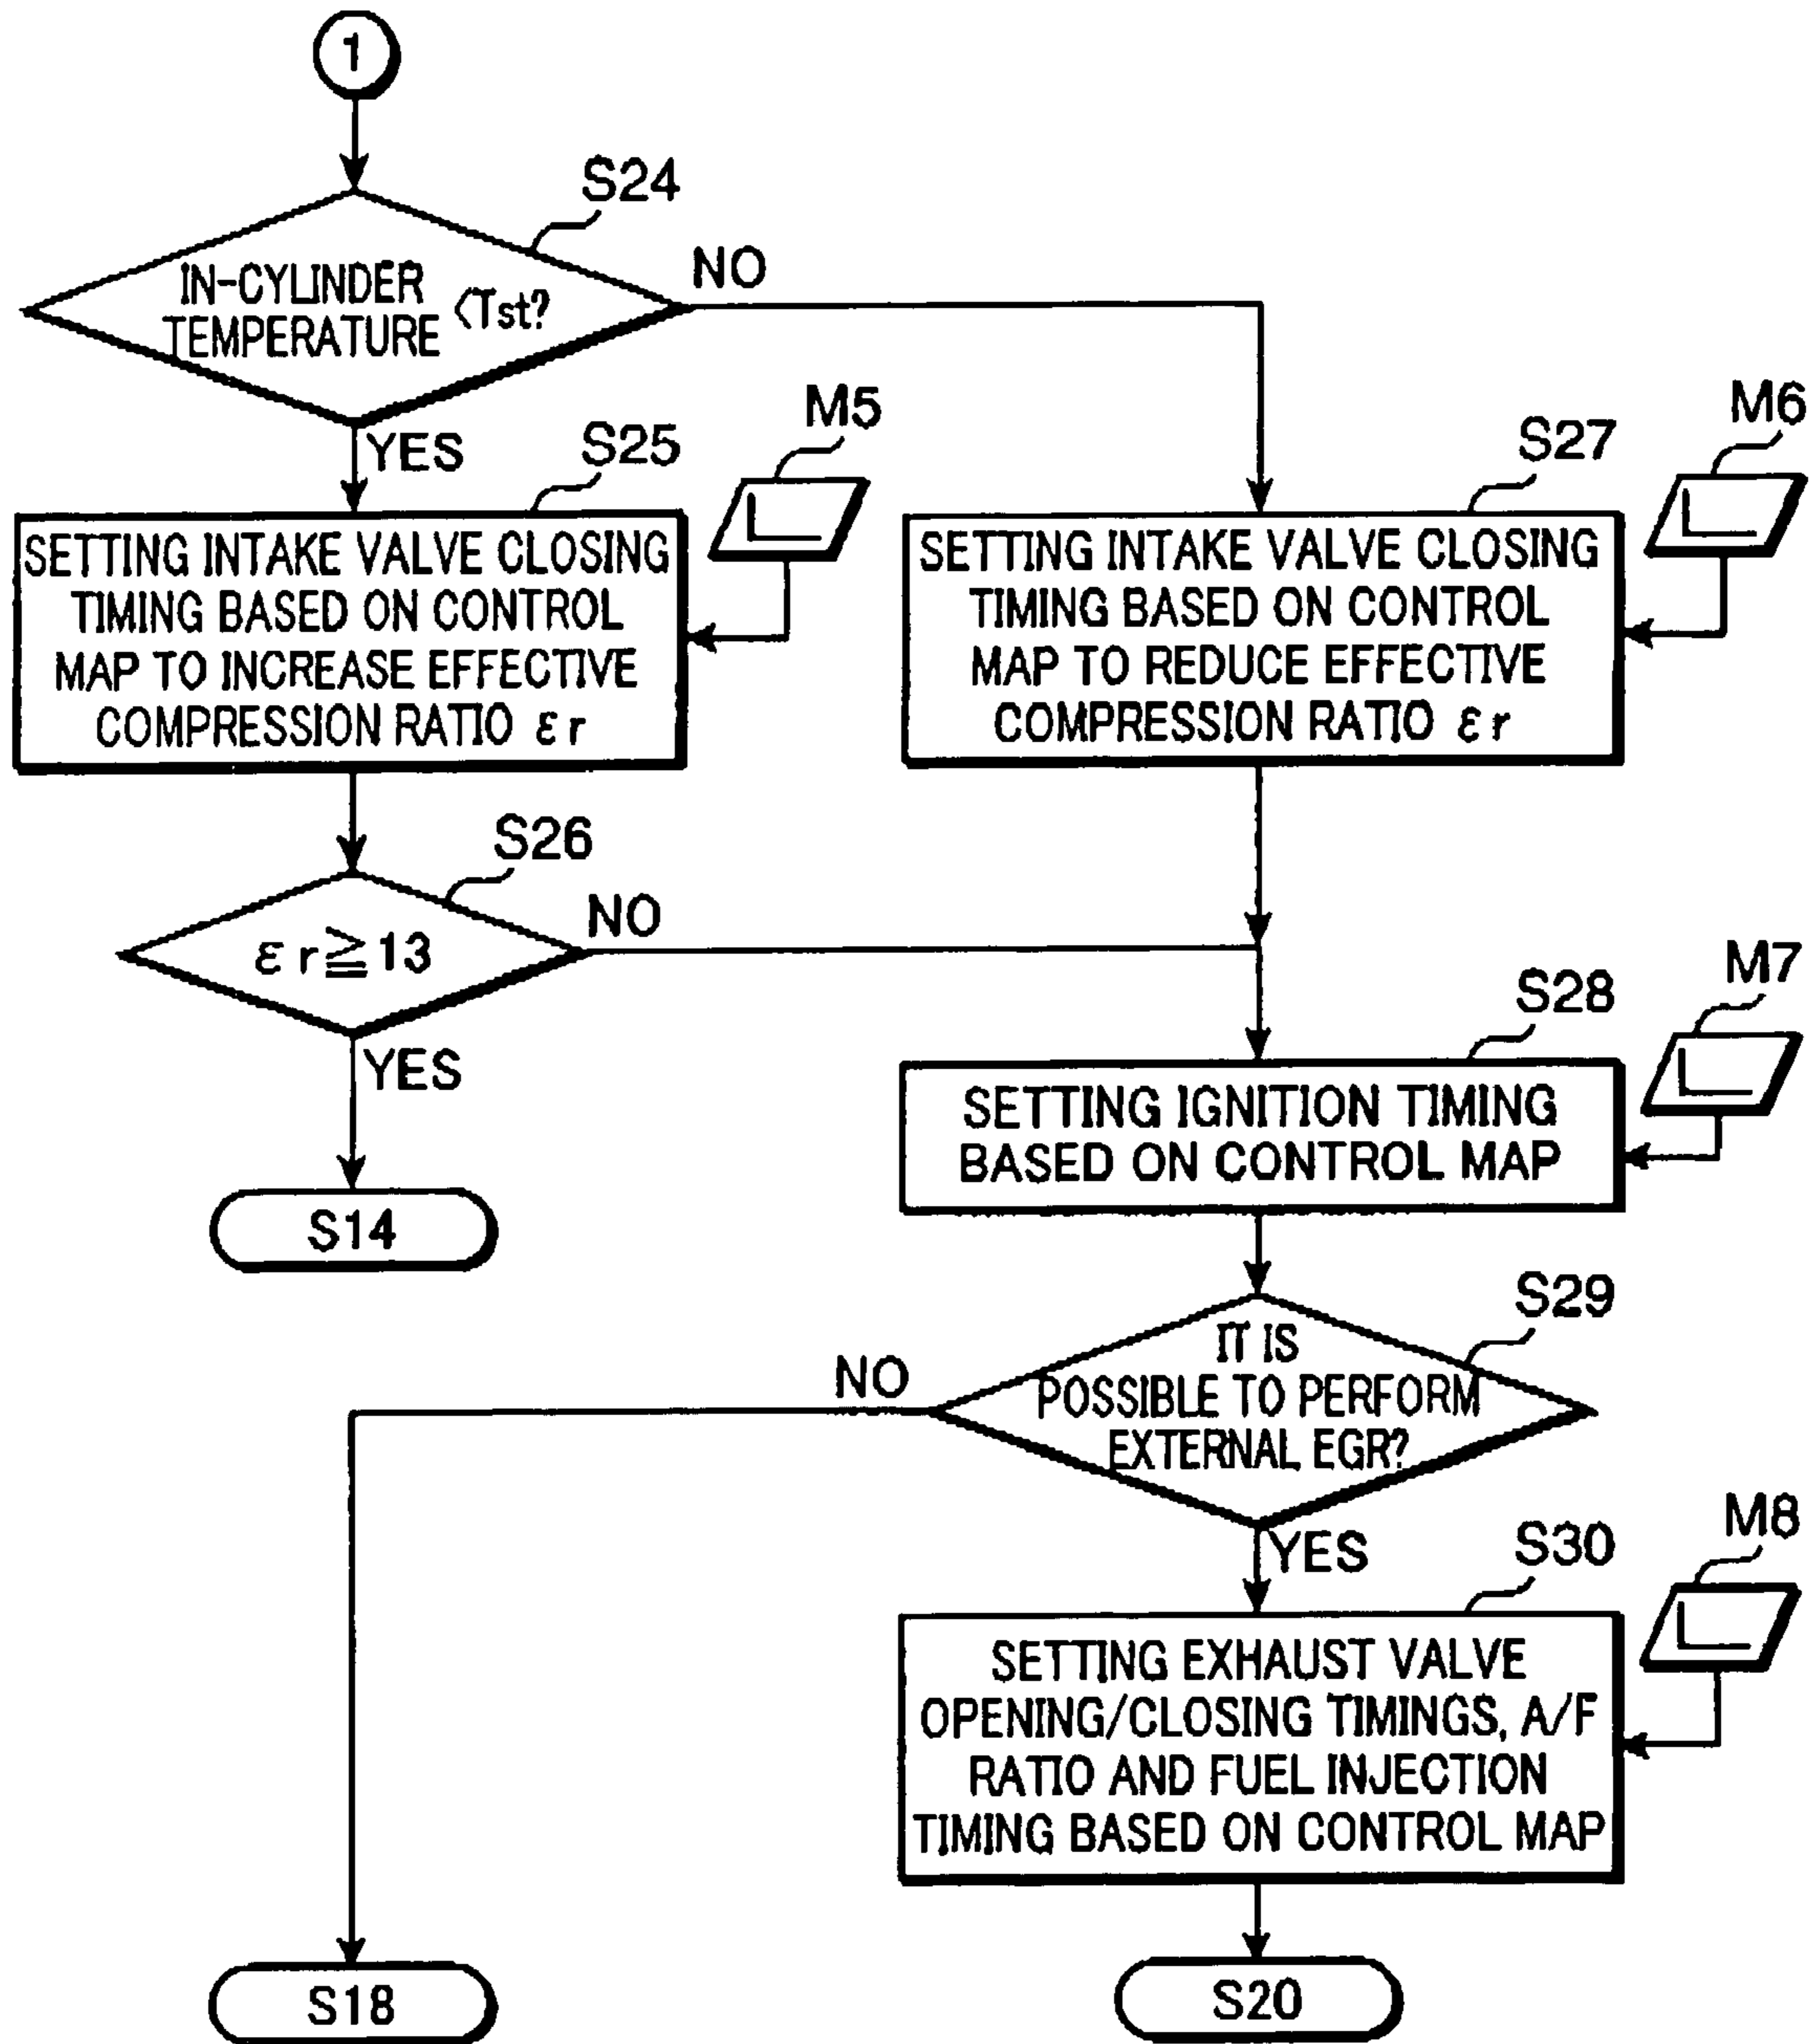 1
S24
IN-CYLINDER
TEMPERATURE <Tst?
NO
YES
S25
M5
SETTING INTAKE VALVE CLOSING
TIMING BASED ON CONTROL
MAP TO INCREASE EFFECTIVE
COMPRESSION RATIO εr
S27
M6
SETTING INTAKE VALVE CLOSING
TIMING BASED ON CONTROL
MAP TO REDUCE EFFECTIVE
COMPRESSION RATIO εr
S26
εr≧13
NO
YES
S14
S28
M7
SETTING IGNITION TIMING
BASED ON CONTROL MAP
S29
IT IS
POSSIBLE TO PERFORM
EXTERNAL EGR?
NO
YES
S30
M8
SETTING EXHAUST VALVE
OPENING/CLOSING TIMINGS, A/F
RATIO AND FUEL INJECTION
TIMING BASED ON CONTROL MAP
S18
S20